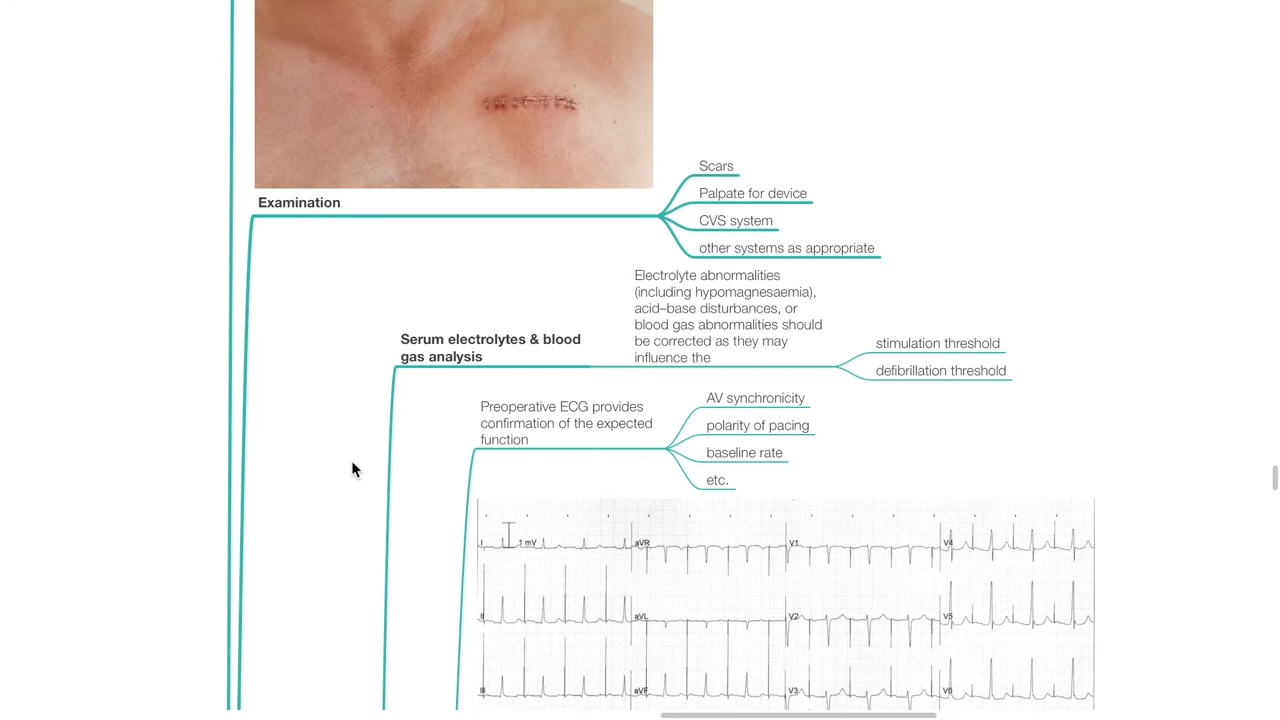 Scars
Palpate for device
Examination
CVS system
other systems as appropriate
Electrolyte abnormalities
(including hypomagnesaemia),
acid–base disturbances, or
blood gas abnormalities should
be corrected as they may
influence the
Serum electrolytes & blood
gas analysis
stimulation threshold
defibrillation threshold
Preoperative ECG provides
confirmation of the expected
function
AV synchronicity
polarity of pacing
baseline rate
etc.
I
1 mV
aVR
V1
V4
II
aVL
V2
V5
III
aVF
V3
V6